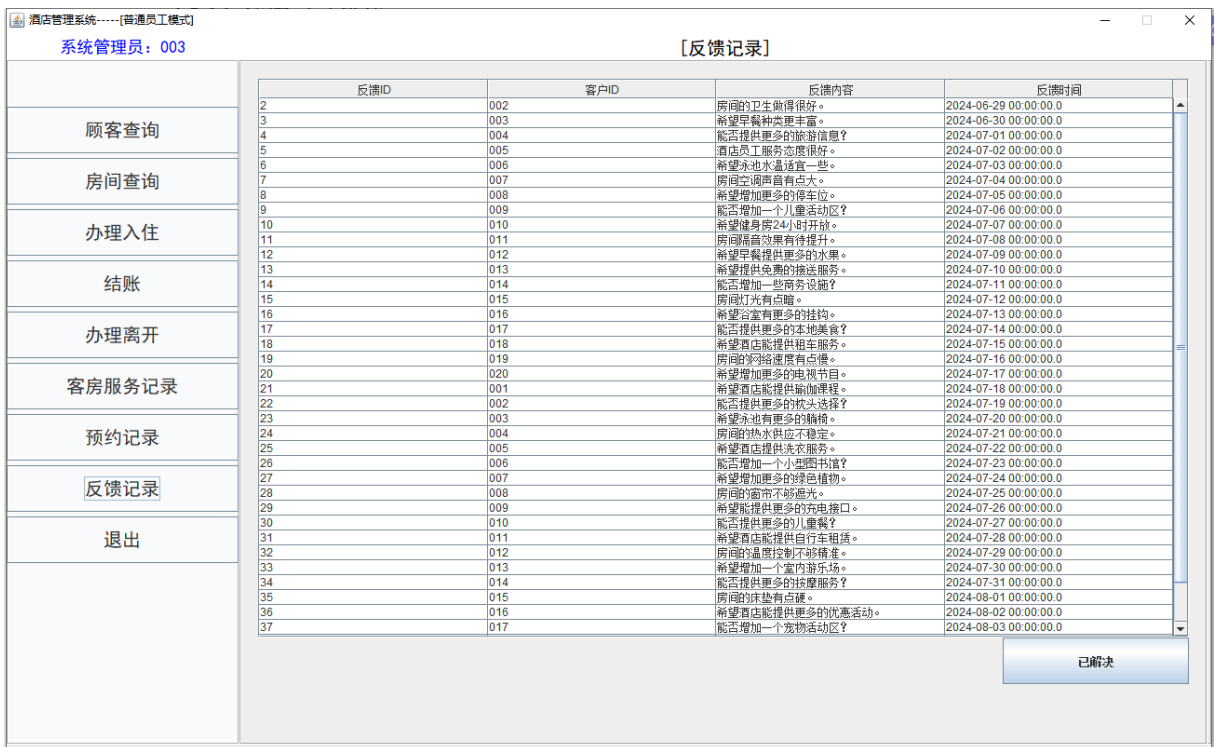 酒店管理系统-----[普通员工模式]
系统管理员：003
[反馈记录]
顾客查询
房间查询
办理入住
结账
办理离开
客房服务记录
预约记录
反馈记录
退出
反馈ID 客户ID 反馈内容 反馈时间
2 002 房间的卫生做得很好。 2024-06-29 00:00:00.0
3 003 希望早餐种类更丰富。 2024-06-30 00:00:00.0
4 004 能否提供更多的旅游信息？ 2024-07-01 00:00:00.0
5 005 酒店员工服务态度很好。 2024-07-02 00:00:00.0
6 006 希望泳池水温适宜一些。 2024-07-03 00:00:00.0
7 007 房间空调声音有点大。 2024-07-04 00:00:00.0
8 008 希望增加更多的停车位。 2024-07-05 00:00:00.0
9 009 能否增加一个儿童活动区？ 2024-07-06 00:00:00.0
10 010 希望健身房24小时开放。 2024-07-07 00:00:00.0
11 011 房间隔音效果有待提升。 2024-07-08 00:00:00.0
12 012 希望早餐提供更多的水果。 2024-07-09 00:00:00.0
13 013 希望提供免费的接送服务。 2024-07-10 00:00:00.0
14 014 能否增加一些商务设施？ 2024-07-11 00:00:00.0
15 015 房间灯光有点暗。 2024-07-12 00:00:00.0
16 016 希望浴室有更多的挂钩。 2024-07-13 00:00:00.0
17 017 能否提供更多的本地美食？ 2024-07-14 00:00:00.0
18 018 希望酒店能提供租车服务。 2024-07-15 00:00:00.0
19 019 房间的网络速度有点慢。 2024-07-16 00:00:00.0
20 020 希望增加更多的电视节目。 2024-07-17 00:00:00.0
21 001 希望酒店能提供瑜伽课程。 2024-07-18 00:00:00.0
22 002 能否提供更多的枕头选择？ 2024-07-19 00:00:00.0
23 003 希望泳池有更多的躺椅。 2024-07-20 00:00:00.0
24 004 房间的热水供应不稳定。 2024-07-21 00:00:00.0
25 005 希望酒店提供洗衣服务。 2024-07-22 00:00:00.0
26 006 能否增加一个小型图书馆？ 2024-07-23 00:00:00.0
27 007 希望增加更多的绿色植物。 2024-07-24 00:00:00.0
28 008 房间的窗帘不够遮光。 2024-07-25 00:00:00.0
29 009 希望能提供更多的充电接口。 2024-07-26 00:00:00.0
30 010 能否提供更多的儿童餐？ 2024-07-27 00:00:00.0
31 011 希望酒店能提供自行车租赁。 2024-07-28 00:00:00.0
32 012 房间的温度控制不够精准。 2024-07-29 00:00:00.0
33 013 希望增加一个室内游乐场。 2024-07-30 00:00:00.0
34 014 能否提供更多的按摩服务？ 2024-07-31 00:00:00.0
35 015 房间的床垫有点硬。 2024-08-01 00:00:00.0
36 016 希望酒店能提供更多的优惠活动。 2024-08-02 00:00:00.0
37 017 能否增加一个宠物活动区？ 2024-08-03 00:00:00.0
已解决